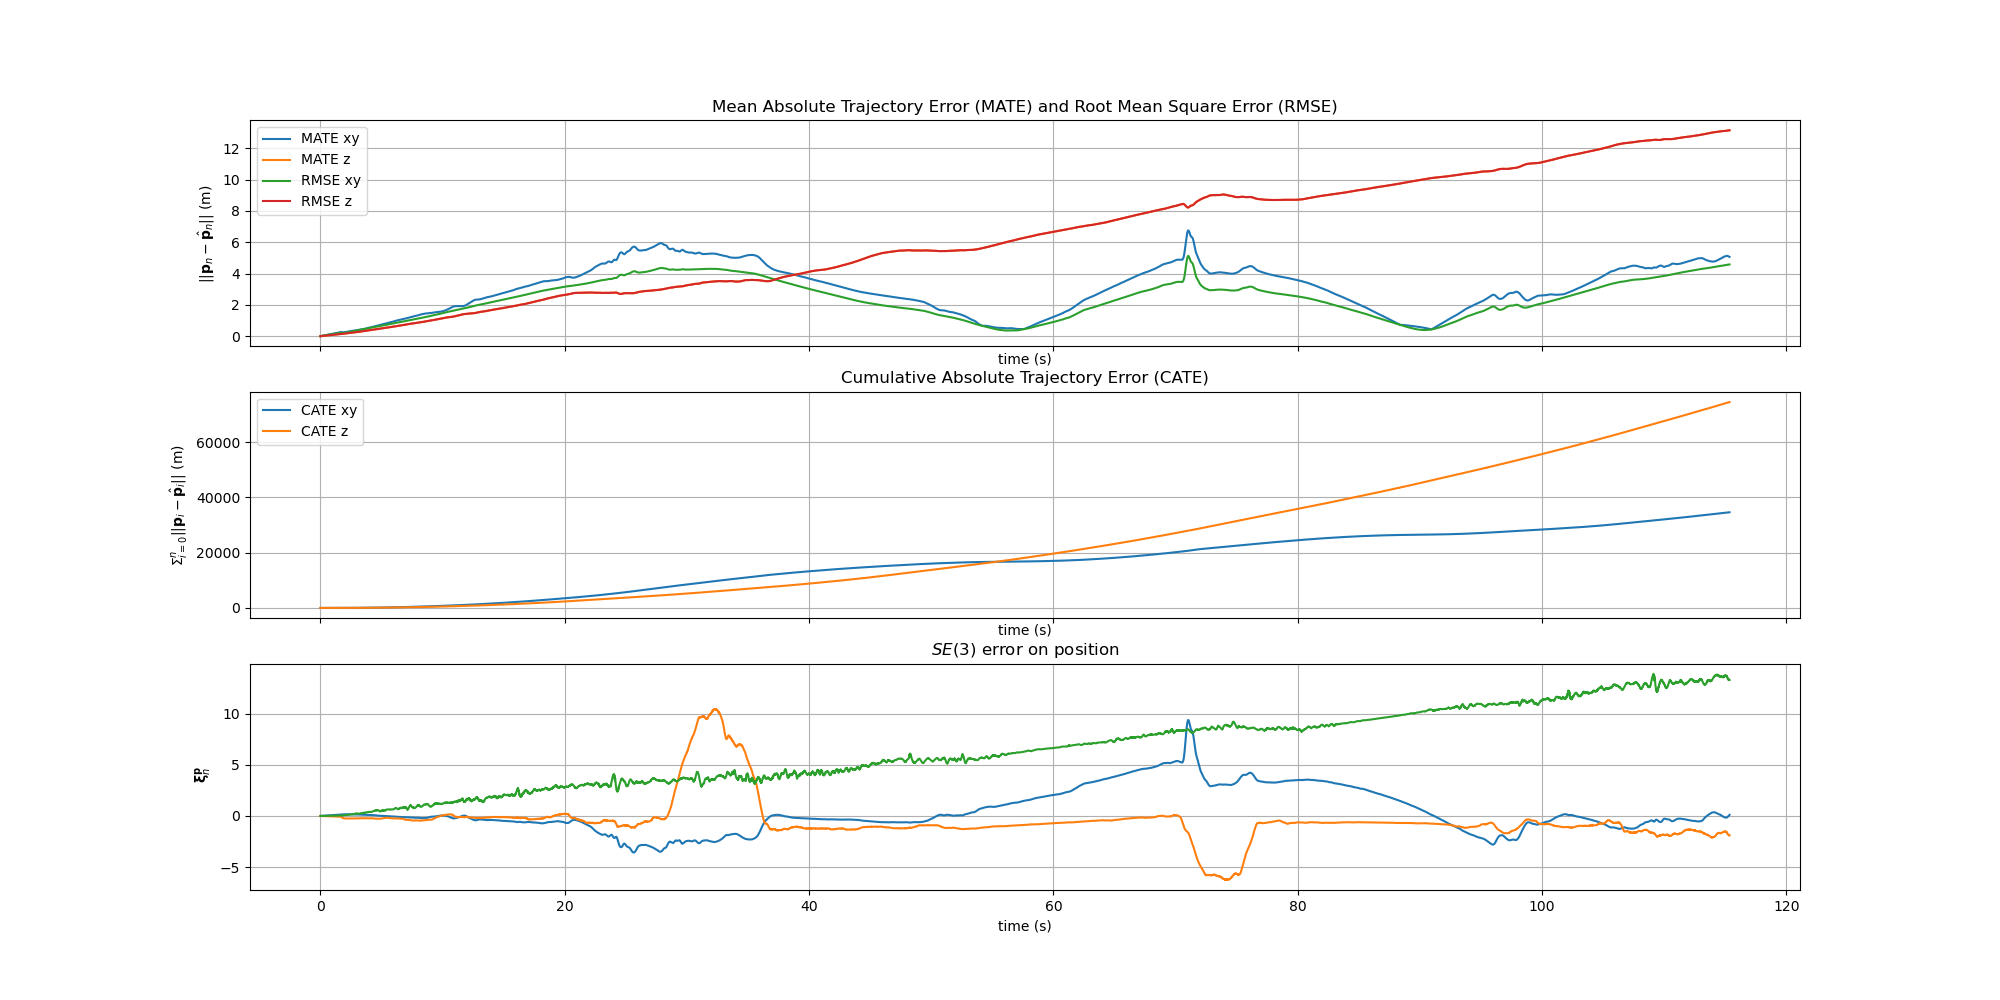 Mean Absolute Trajectory Error (MATE) and Root Mean Square Error (RMSE)
||𝐩ₙ − 𝐩̂ₙ|| (m)
12
10
8
6
4
2
0
MATE xy
MATE z
RMSE xy
RMSE z
time (s)
Cumulative Absolute Trajectory Error (CATE)
Σⁿᵢ₌₀||𝐩ᵢ − 𝐩̂ᵢ|| (m)
60000
40000
20000
0
CATE xy
CATE z
time (s)
SE(3) error on position
𝛏ₙᵖ
10
5
0
−5
0 20 40 60 80 100 120
time (s)